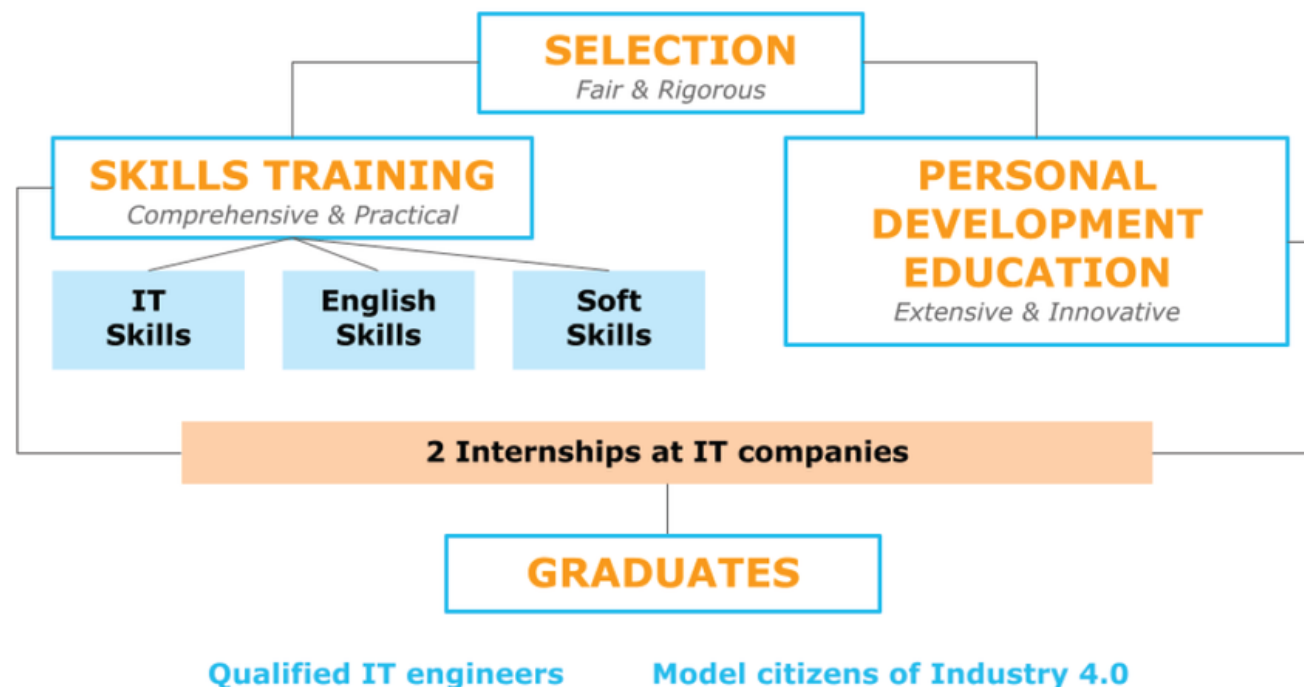 SELECTION
Fair & Rigorous
SKILLS TRAINING
Comprehensive & Practical
PERSONAL
DEVELOPMENT
EDUCATION
Extensive & Innovative
IT
Skills
English
Skills
Soft
Skills
2 Internships at IT companies
GRADUATES
Qualified IT engineers
Model citizens of Industry 4.0